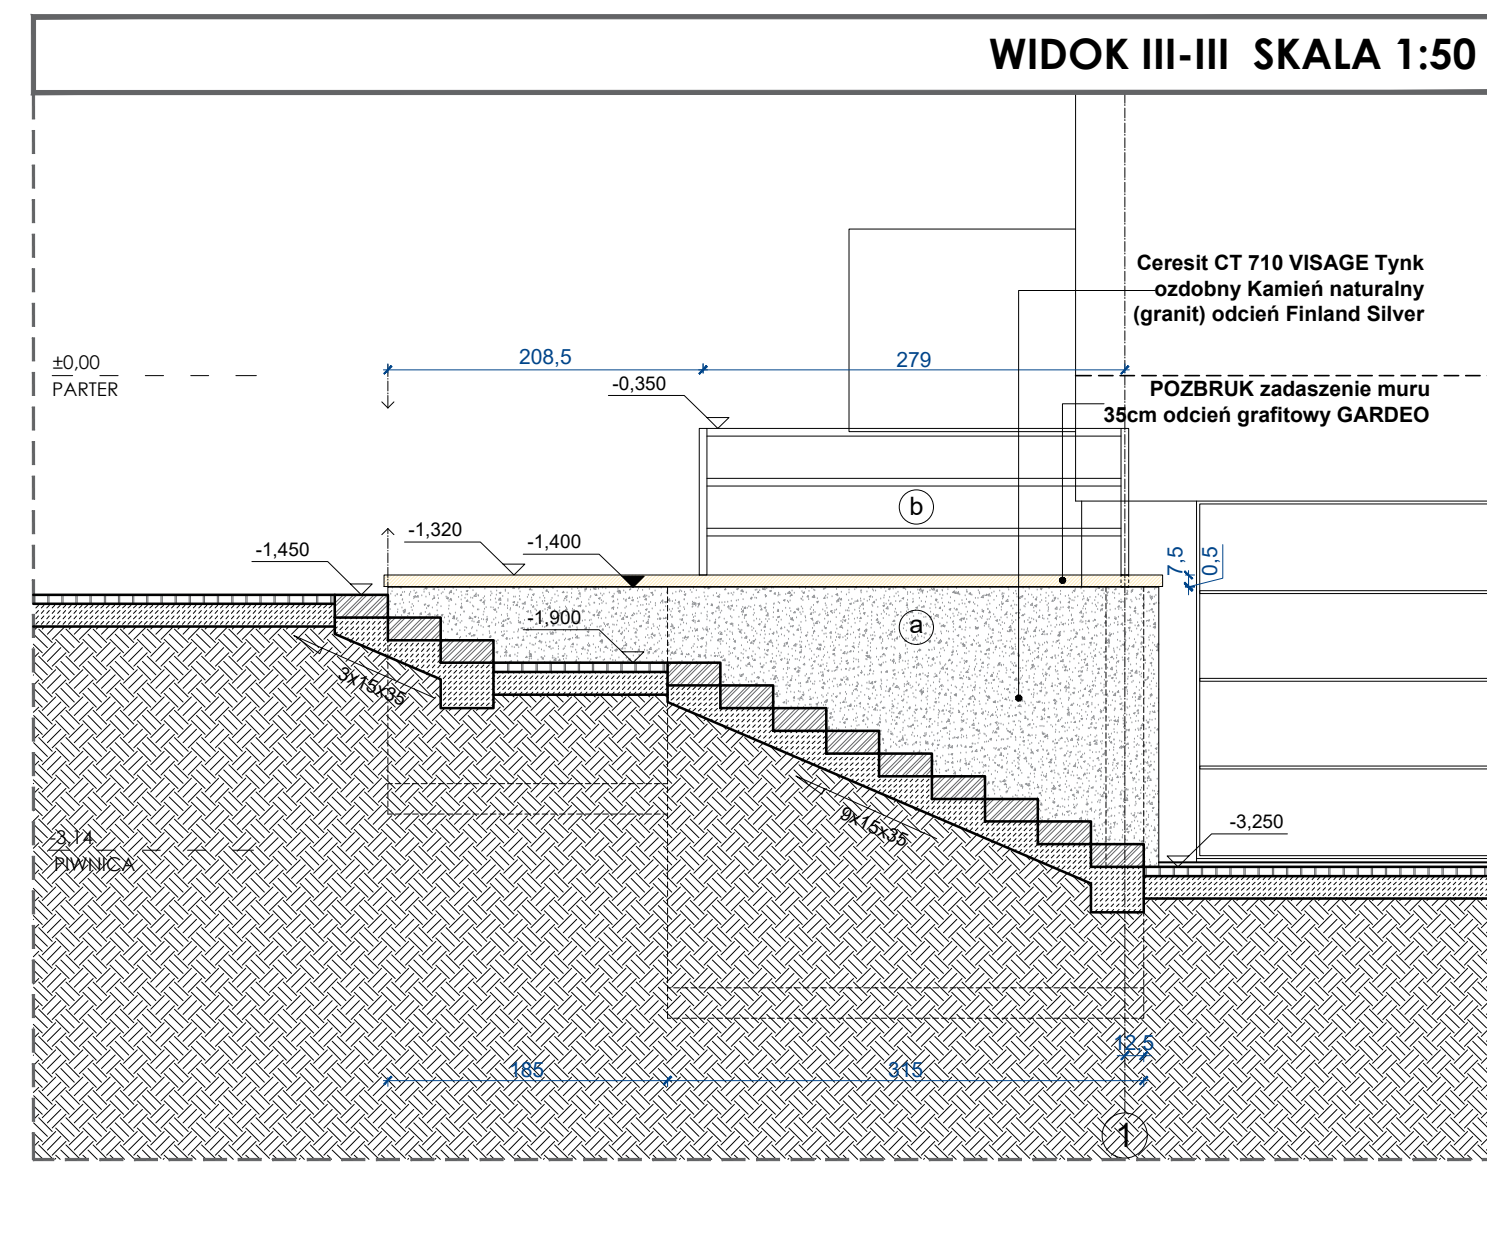 WIDOK III-III SKALA 1:50
Ceresit CT 710 VISAGE Tynk
ozdobny Kamień naturalny
(granit) odcień Finland Silver
±0,00
PARTER
208,5
279
-0,350
POZBRUK zadaszenie muru
35cm odcień grafitowy GARDEO
b
-1,320
-1,400
-1,450
7,5
0,5
-1,900
a
3x15x35
9x15x35
-3,14
PIWNICA
-3,250
12,5
185
315
1